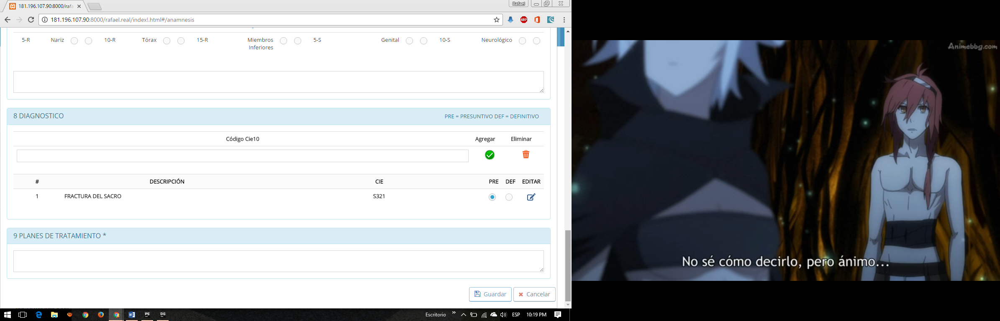 181.196.107.90:8000/rafa
Rafael
181.196.107.90:8000/rafael.real/index!.html#/anamnesis
ABP
5-R Nariz 10-R Tórax 15-R Miembros Inferiores 5-S Genital 10-S Neurológico
8 DIAGNOSTICO PRE = PRESUNTIVO DEF = DEFINITIVO
Código Cie10 Agregar Eliminar
# DESCRIPCIÓN CIE PRE DEF EDITAR
1 FRACTURA DEL SACRO S321
9 PLANES DE TRATAMIENTO *
Guardar Cancelar
PS DG Escritorio » ESP 10:19 PM
Animebbg.com
No sé cómo decirlo, pero ánimo...